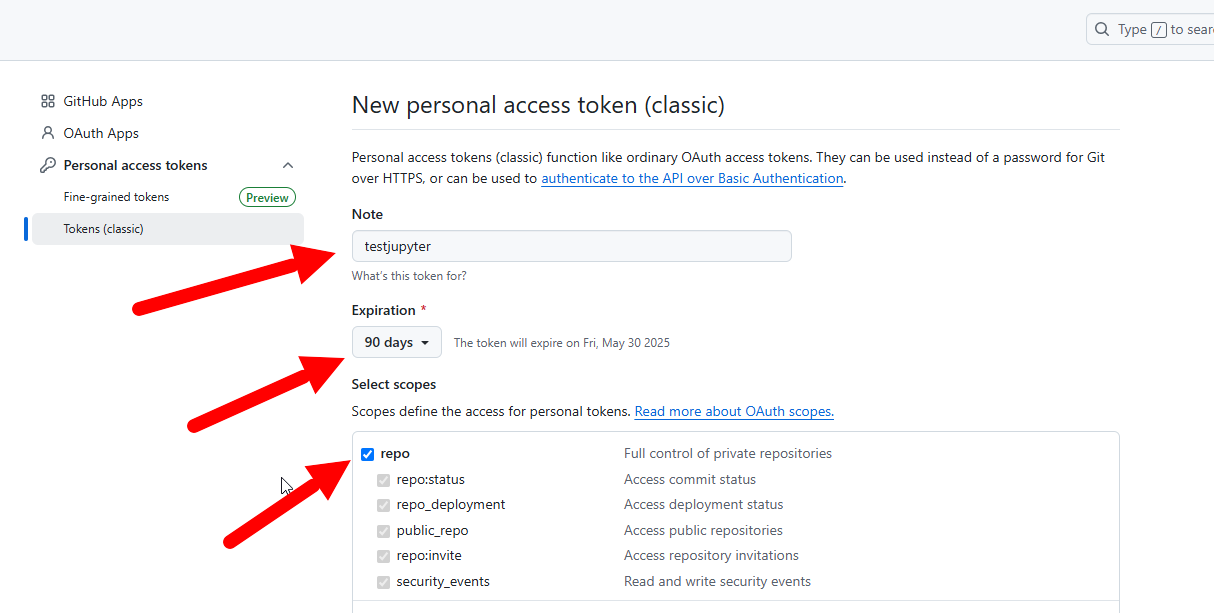 Type / to sear
GitHub Apps
OAuth Apps
Personal access tokens
Fine-grained tokens Preview
Tokens (classic)
New personal access token (classic)
Personal access tokens (classic) function like ordinary OAuth access tokens. They can be used instead of a password for Git
over HTTPS, or can be used to authenticate to the API over Basic Authentication.
Note
testjupyter
What's this token for?
Expiration *
90 days The token will expire on Fri, May 30 2025
Select scopes
Scopes define the access for personal tokens. Read more about OAuth scopes.
repo Full control of private repositories
repo:status Access commit status
repo_deployment Access deployment status
public_repo Access public repositories
repo:invite Access repository invitations
security_events Read and write security events